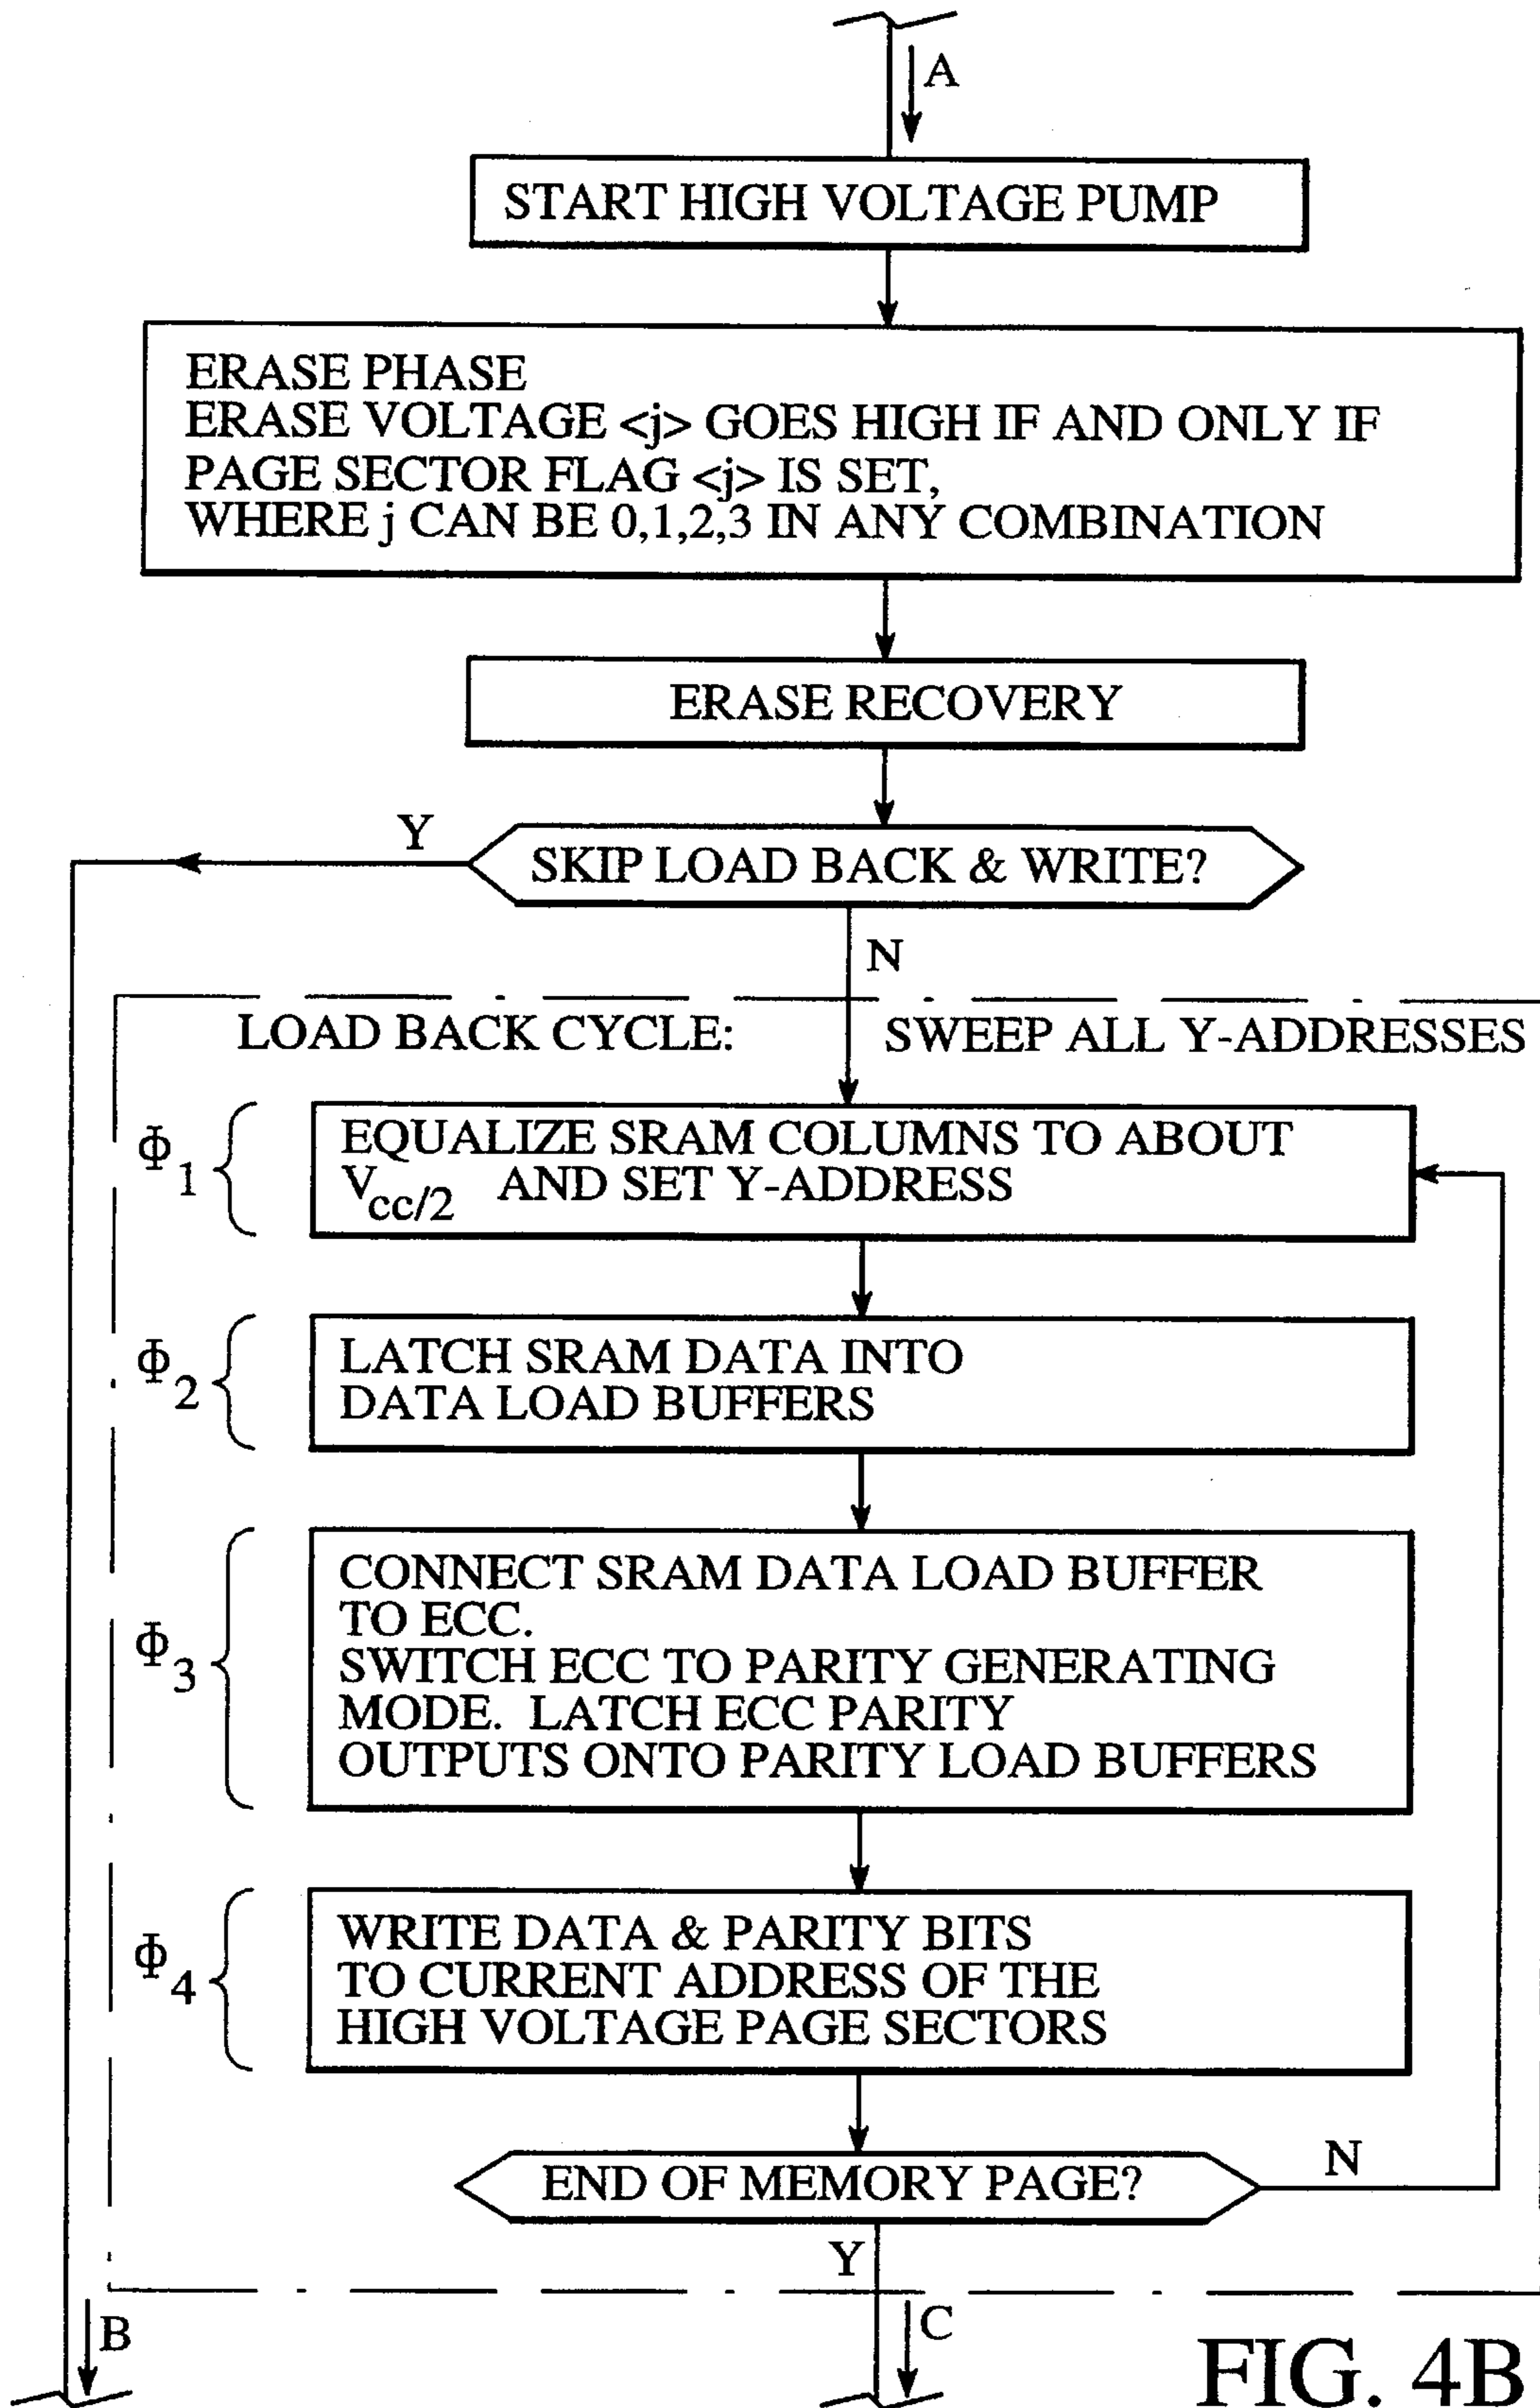 A
START HIGH VOLTAGE PUMP
ERASE PHASE
ERASE VOLTAGE <j> GOES HIGH IF AND ONLY IF
PAGE SECTOR FLAG <j> IS SET,
WHERE j CAN BE 0,1,2,3 IN ANY COMBINATION
ERASE RECOVERY
Y
SKIP LOAD BACK & WRITE?
N
LOAD BACK CYCLE: SWEEP ALL Y-ADDRESSES
Φ1
EQUALIZE SRAM COLUMNS TO ABOUT
Vcc/2 AND SET Y-ADDRESS
Φ2
LATCH SRAM DATA INTO
DATA LOAD BUFFERS
Φ3
CONNECT SRAM DATA LOAD BUFFER
TO ECC.
SWITCH ECC TO PARITY GENERATING
MODE. LATCH ECC PARITY
OUTPUTS ONTO PARITY LOAD BUFFERS
Φ4
WRITE DATA & PARITY BITS
TO CURRENT ADDRESS OF THE
HIGH VOLTAGE PAGE SECTORS
END OF MEMORY PAGE?
N
Y
B
C
FIG. 4B